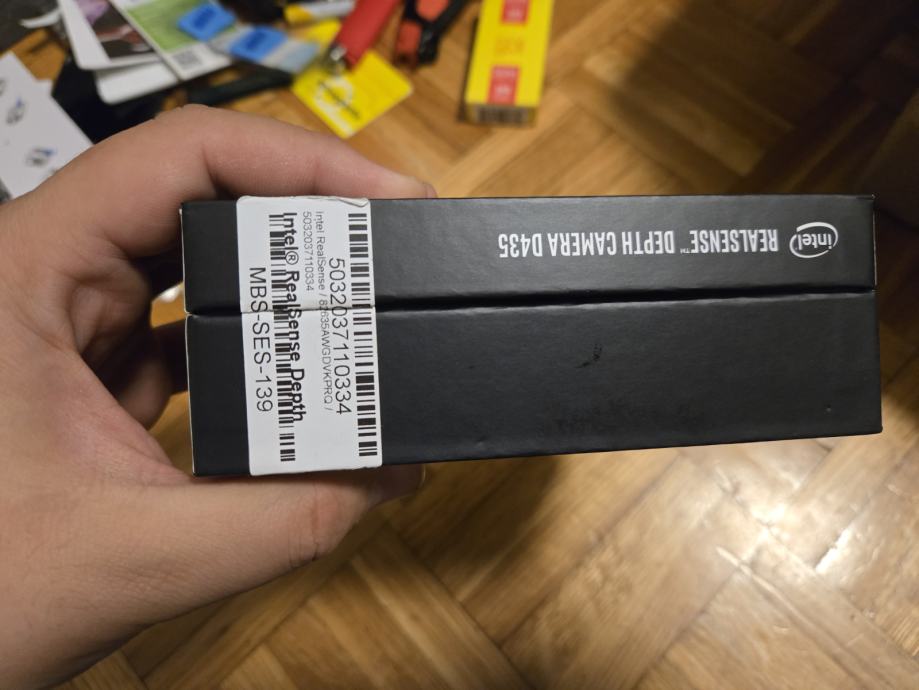 intel
REALSENSE™ DEPTH CAMERA D435
5032037110334
Intel RealSense / 82635AWGDVKPRQ /
5032037110334
Intel® RealSense Depth
MBS-SES-139